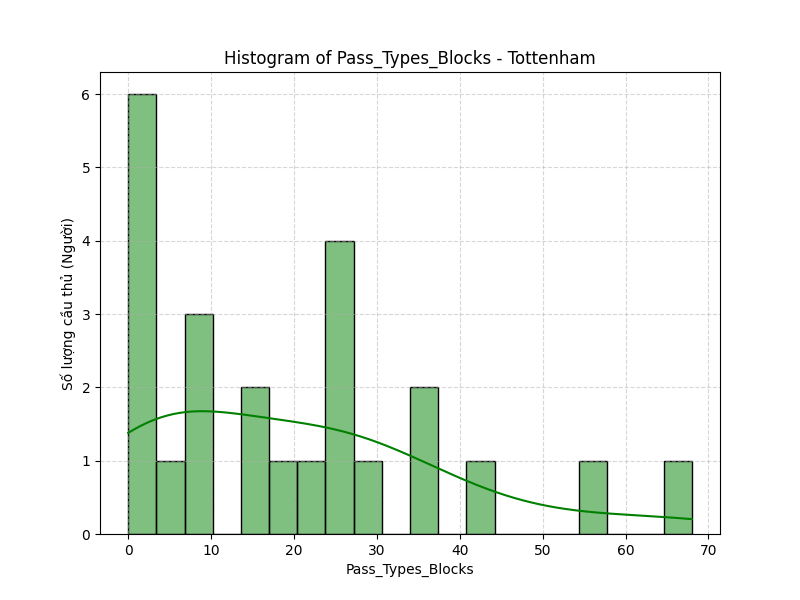 Histogram of Pass_Types_Blocks - Tottenham
Số lượng cầu thủ (Người)
6
5
4
3
2
1
0
0 10 20 30 40 50 60 70
Pass_Types_Blocks